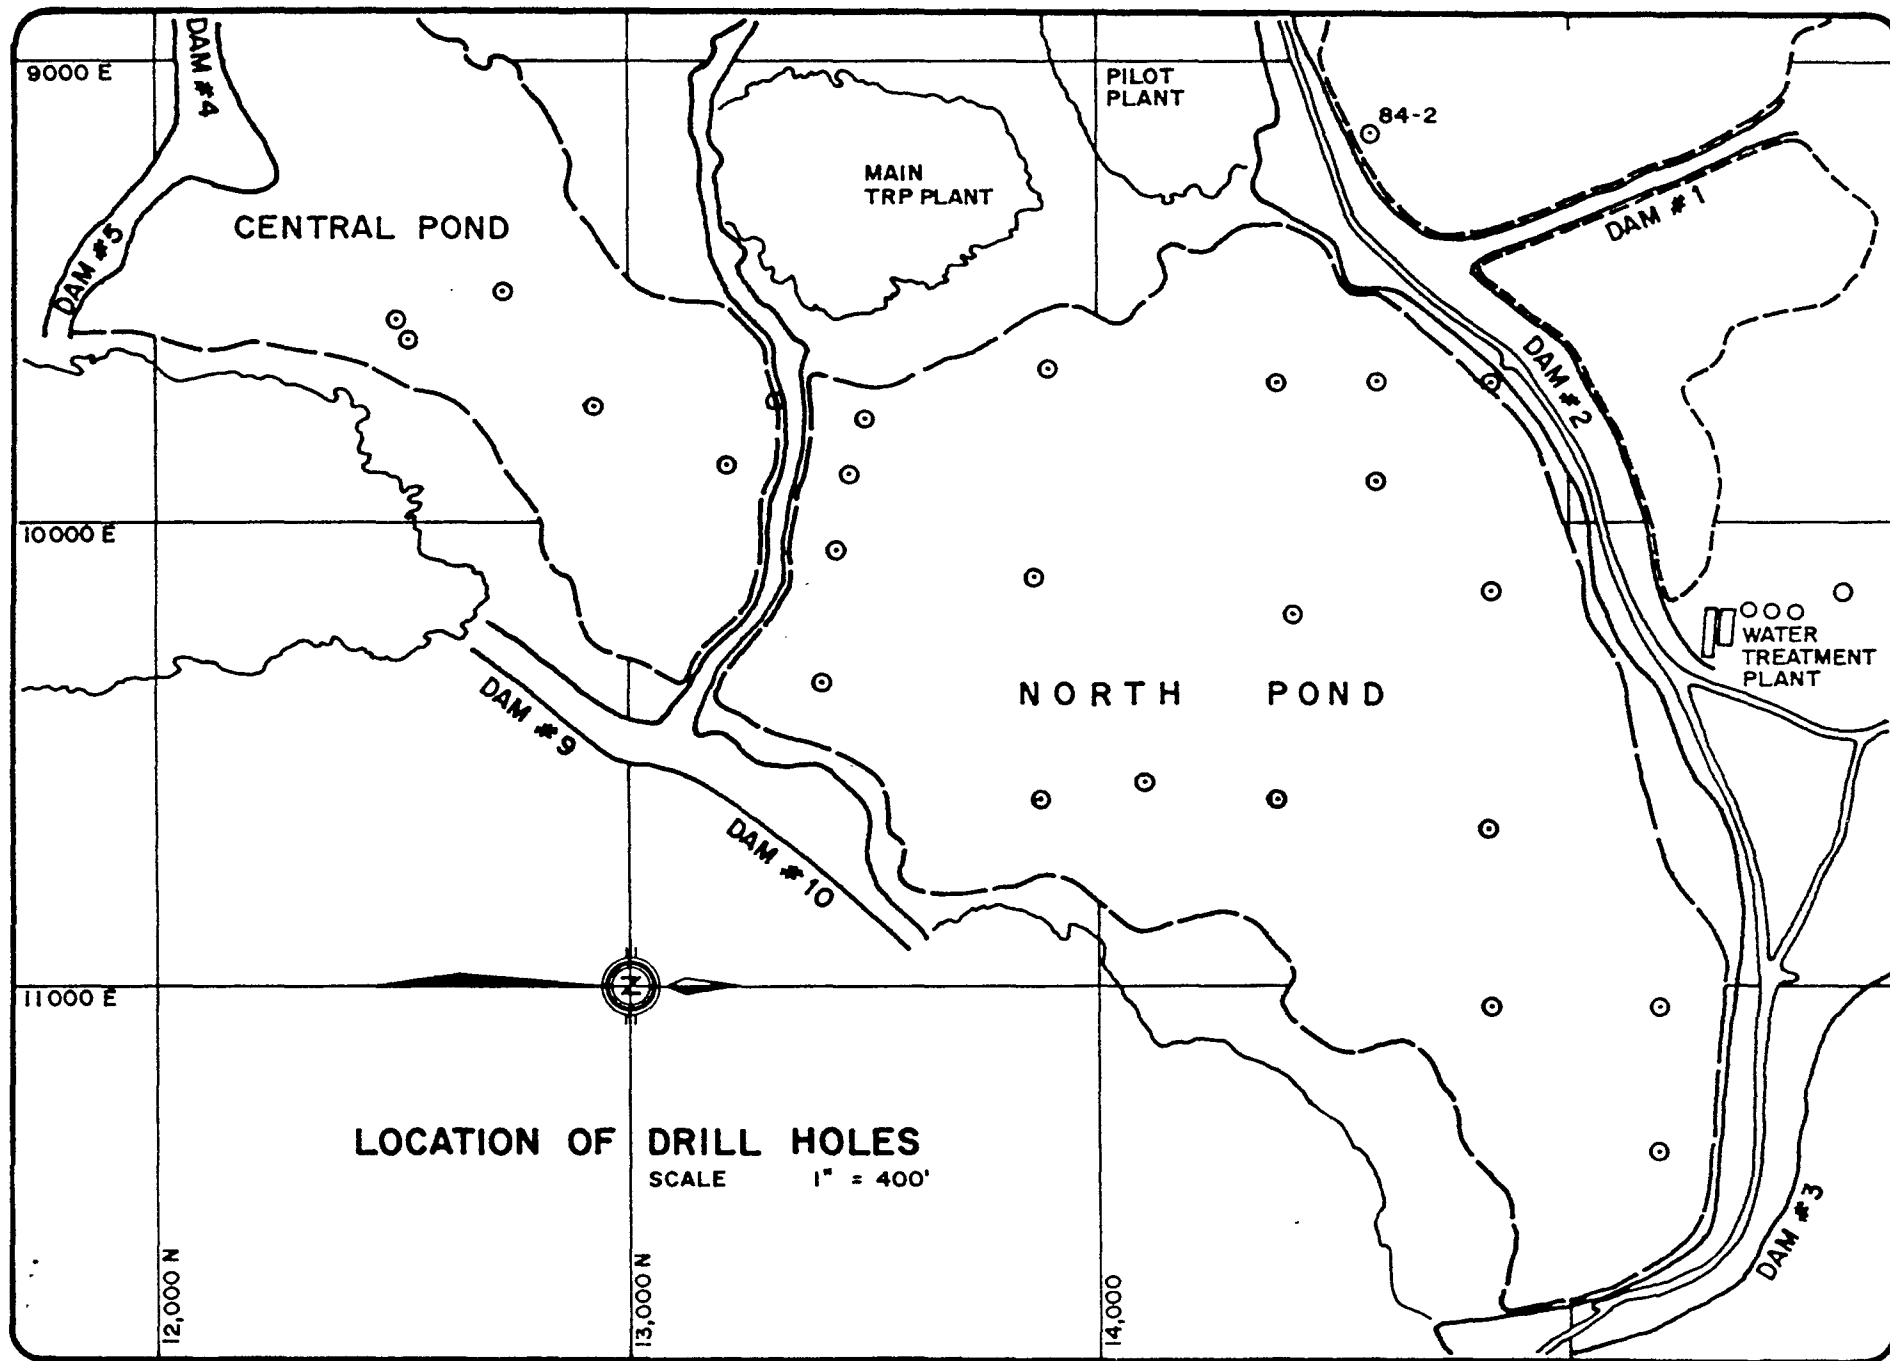 9000 E
DAM #4
PILOT
PLANT
84-2
MAIN
TRP PLANT
DAM #1
CENTRAL POND
DAM #5
DAM #2
10000 E
WATER
TREATMENT
PLANT
NORTH POND
DAM #9
DAM #10
11000 E
N
LOCATION OF DRILL HOLES
SCALE 1" = 400'
DAM #3
12,000 N
13,000 N
14,000